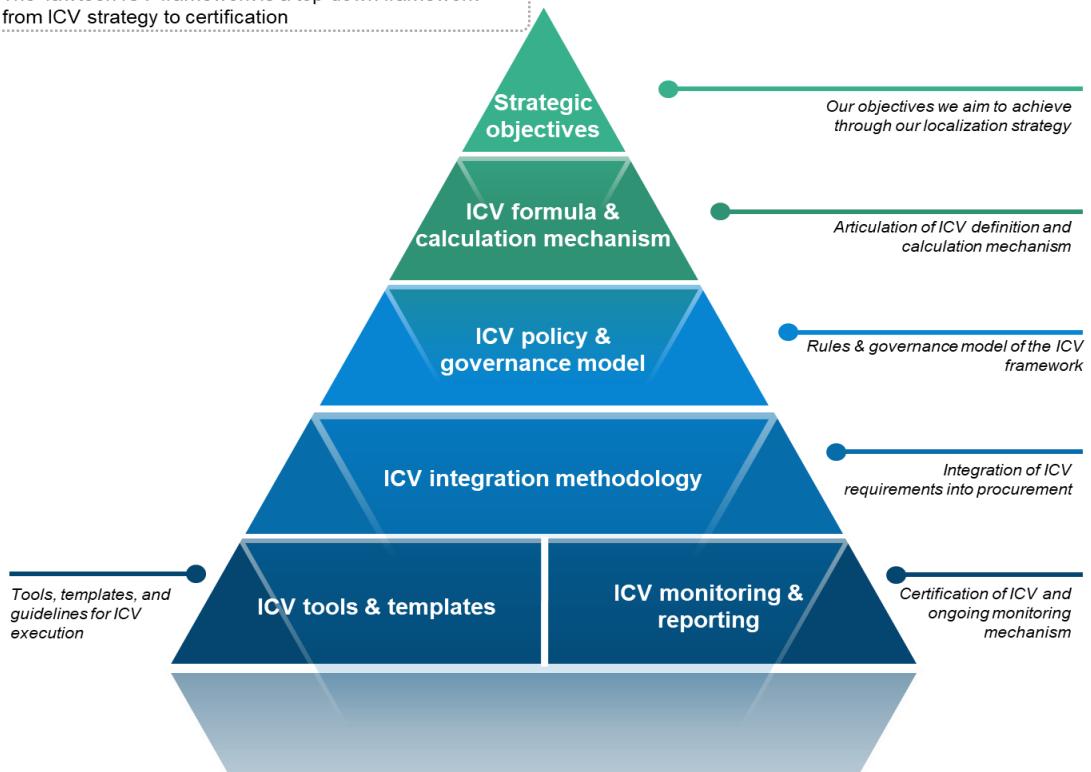 from ICV strategy to certification
Strategic
objectives
Our objectives we aim to achieve
through our localization strategy
ICV formula &
calculation mechanism
Articulation of ICV definition and
calculation mechanism
ICV policy &
governance model
Rules & governance model of the ICV
framework
ICV integration methodology
Integration of ICV
requirements into procurement
Tools, templates, and
guidelines for ICV
execution
ICV tools & templates
ICV monitoring &
reporting
Certification of ICV and
ongoing monitoring
mechanism